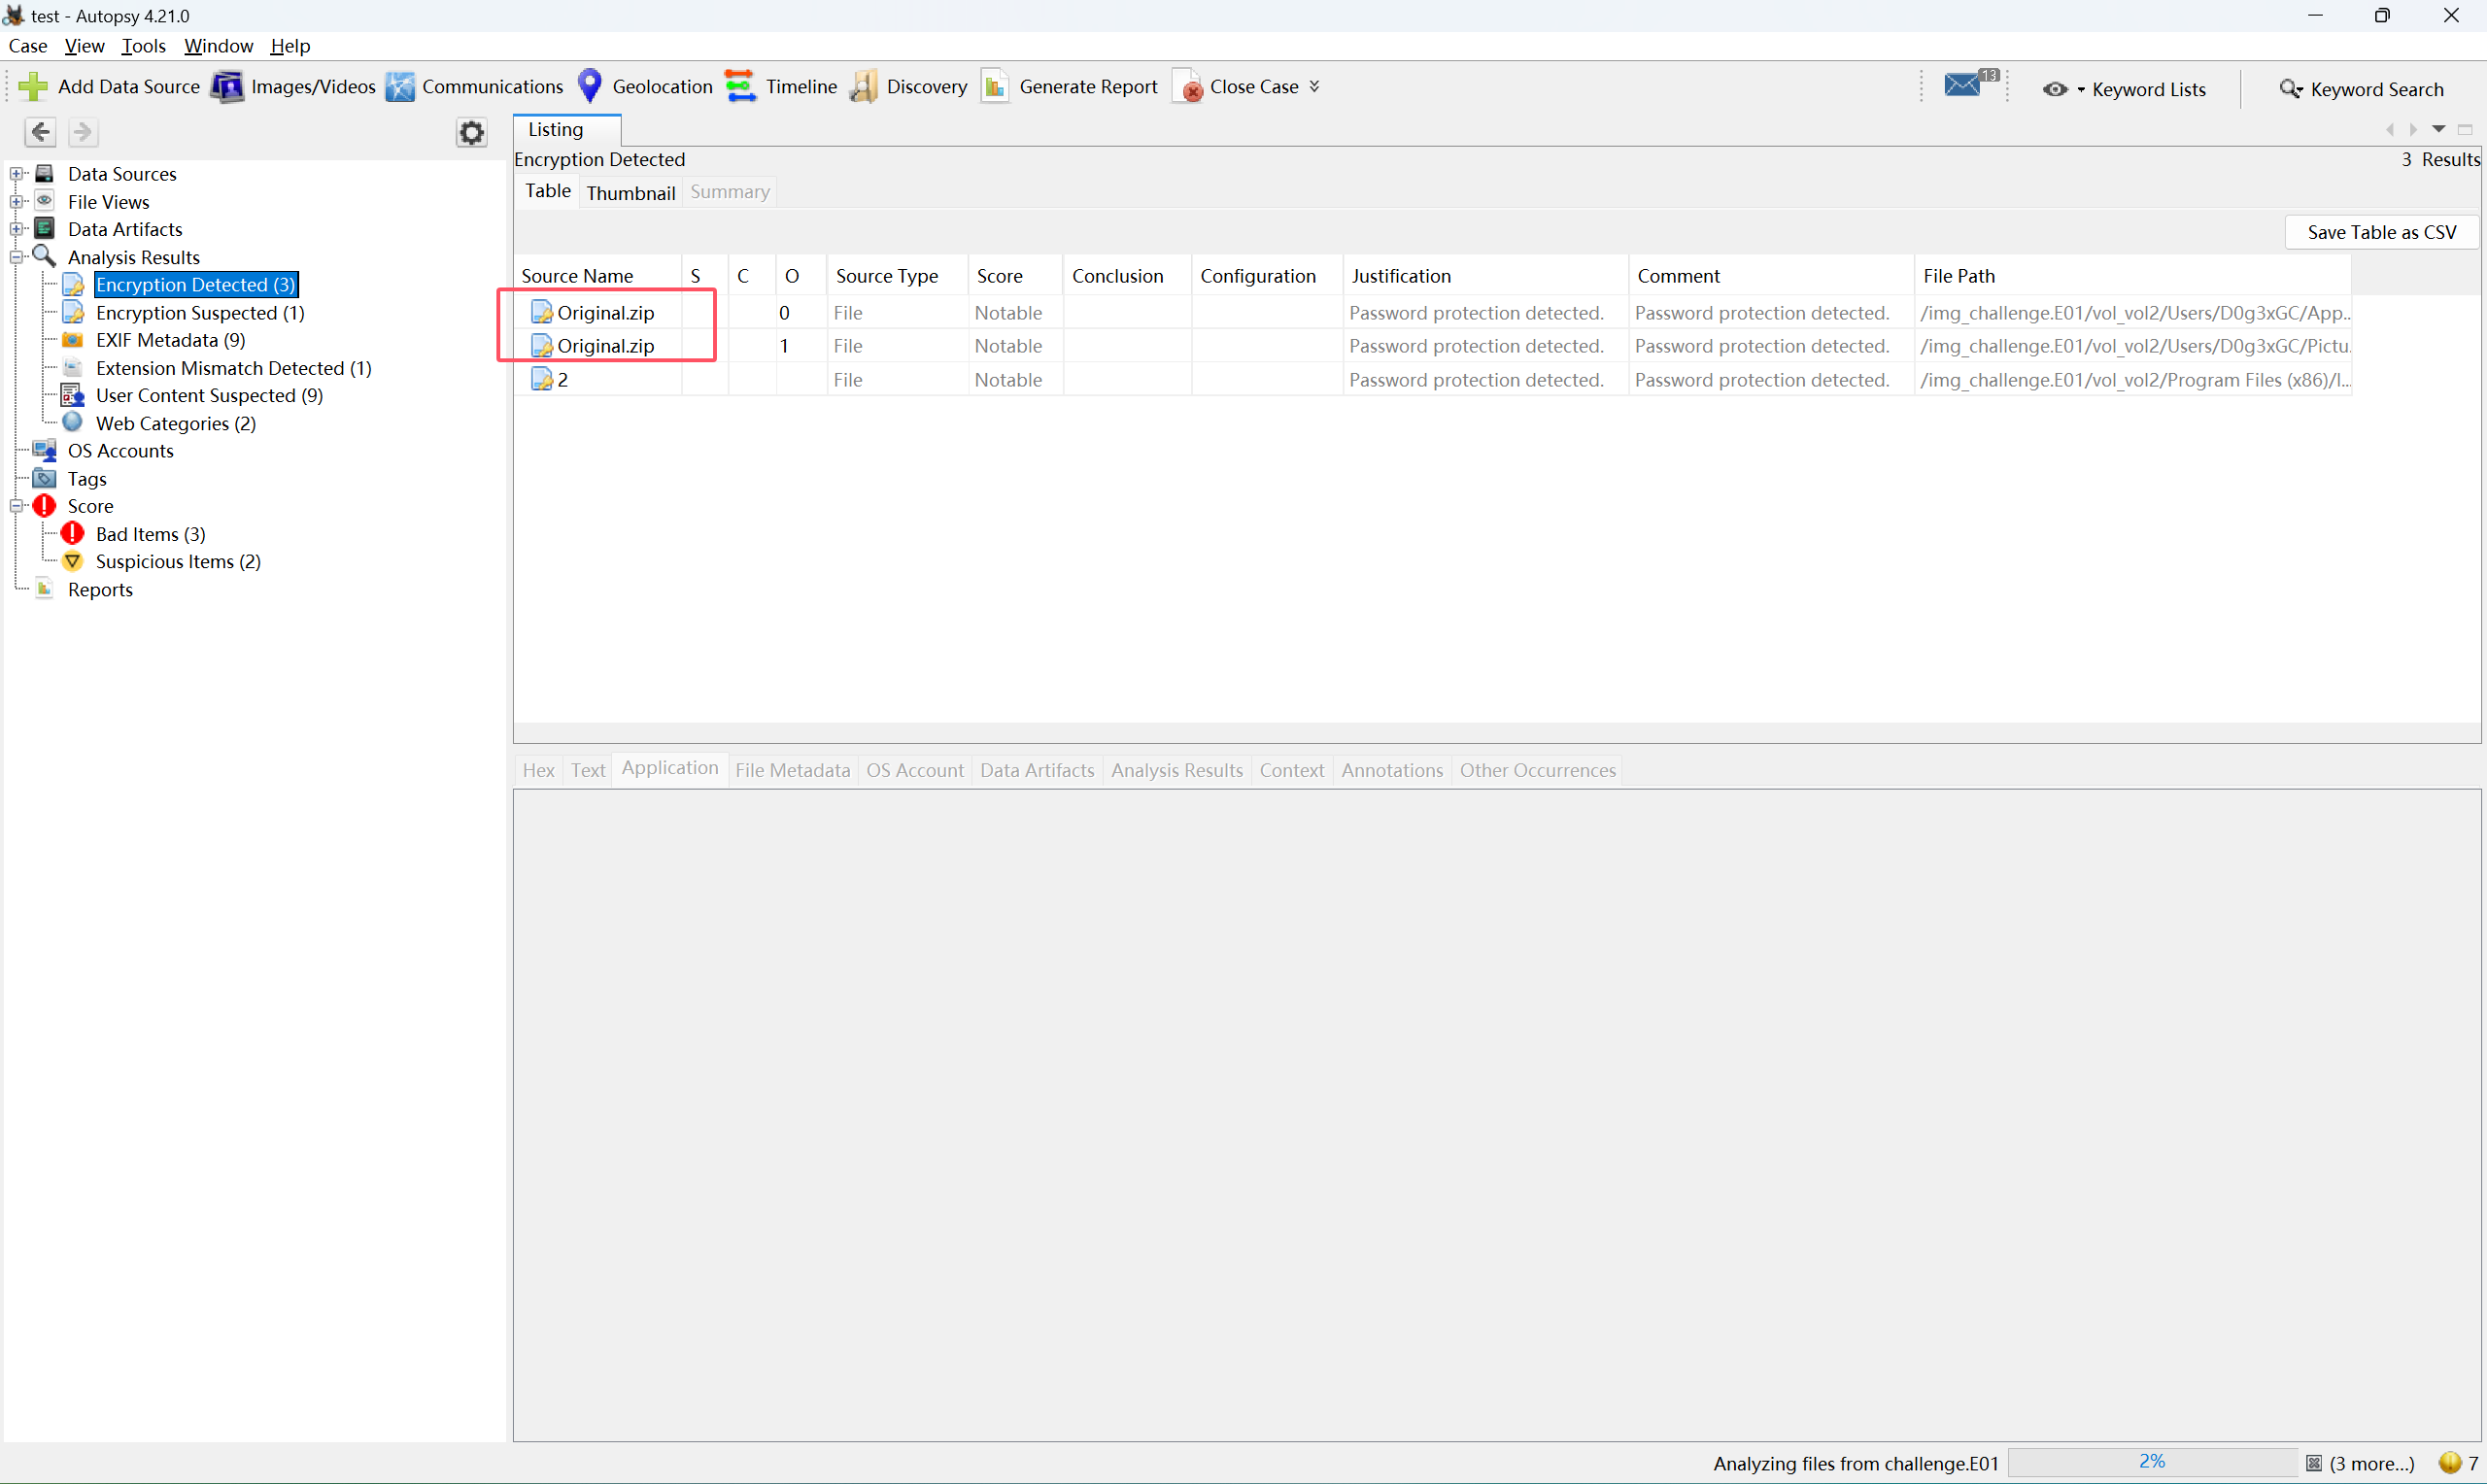 test - Autopsy 4.21.0
Case View Tools Window Help
Add Data Source Images/Videos Communications Geolocation Timeline Discovery Generate Report Close Case 13 Keyword Lists Keyword Search
Listing
Encryption Detected 3 Results
Table Thumbnail Summary
Save Table as CSV
Source Name S C O Source Type Score Conclusion Configuration Justification Comment File Path
Original.zip 0 File Notable Password protection detected. Password protection detected. /img_challenge.E01/vol_vol2/Users/D0g3xGC/App...
Original.zip 1 File Notable Password protection detected. Password protection detected. /img_challenge.E01/vol_vol2/Users/D0g3xGC/Pictu.
2 File Notable Password protection detected. Password protection detected. /img_challenge.E01/vol_vol2/Program Files (x86)/I...
Data Sources
File Views
Data Artifacts
Analysis Results
Encryption Detected (3)
Encryption Suspected (1)
EXIF Metadata (9)
Extension Mismatch Detected (1)
User Content Suspected (9)
Web Categories (2)
OS Accounts
Tags
Score
Bad Items (3)
Suspicious Items (2)
Reports
Hex Text Application File Metadata OS Account Data Artifacts Analysis Results Context Annotations Other Occurrences
Analyzing files from challenge.E01 2% (3 more...) 7